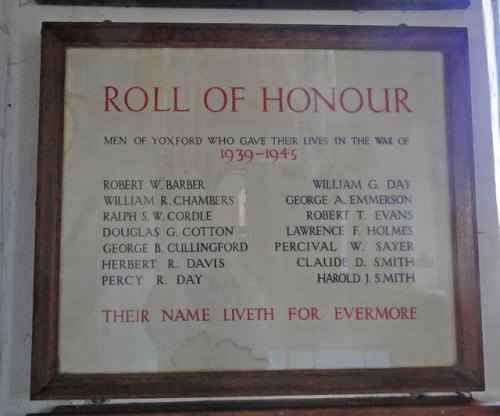 ROLL OF HONOUR
MEN OF YOXFORD WHO GAVE THEIR LIVES IN THE WAR OF
1939-1945
ROBERT W. BARBER
WILLIAM R. CHAMBERS
RALPH S. W. CORDLE
DOUGLAS G. COTTON
GEORGE B. CULLINGFORD
HERBERT R. DAVIS
PERCY R. DAY
WILLIAM G. DAY
GEORGE A. EMMERSON
ROBERT T. EVANS
LAWRENCE F. HOLMES
PERCIVAL W. SAYER
CLAUDE D. SMITH
HAROLD J. SMITH
THEIR NAME LIVETH FOR EVERMORE